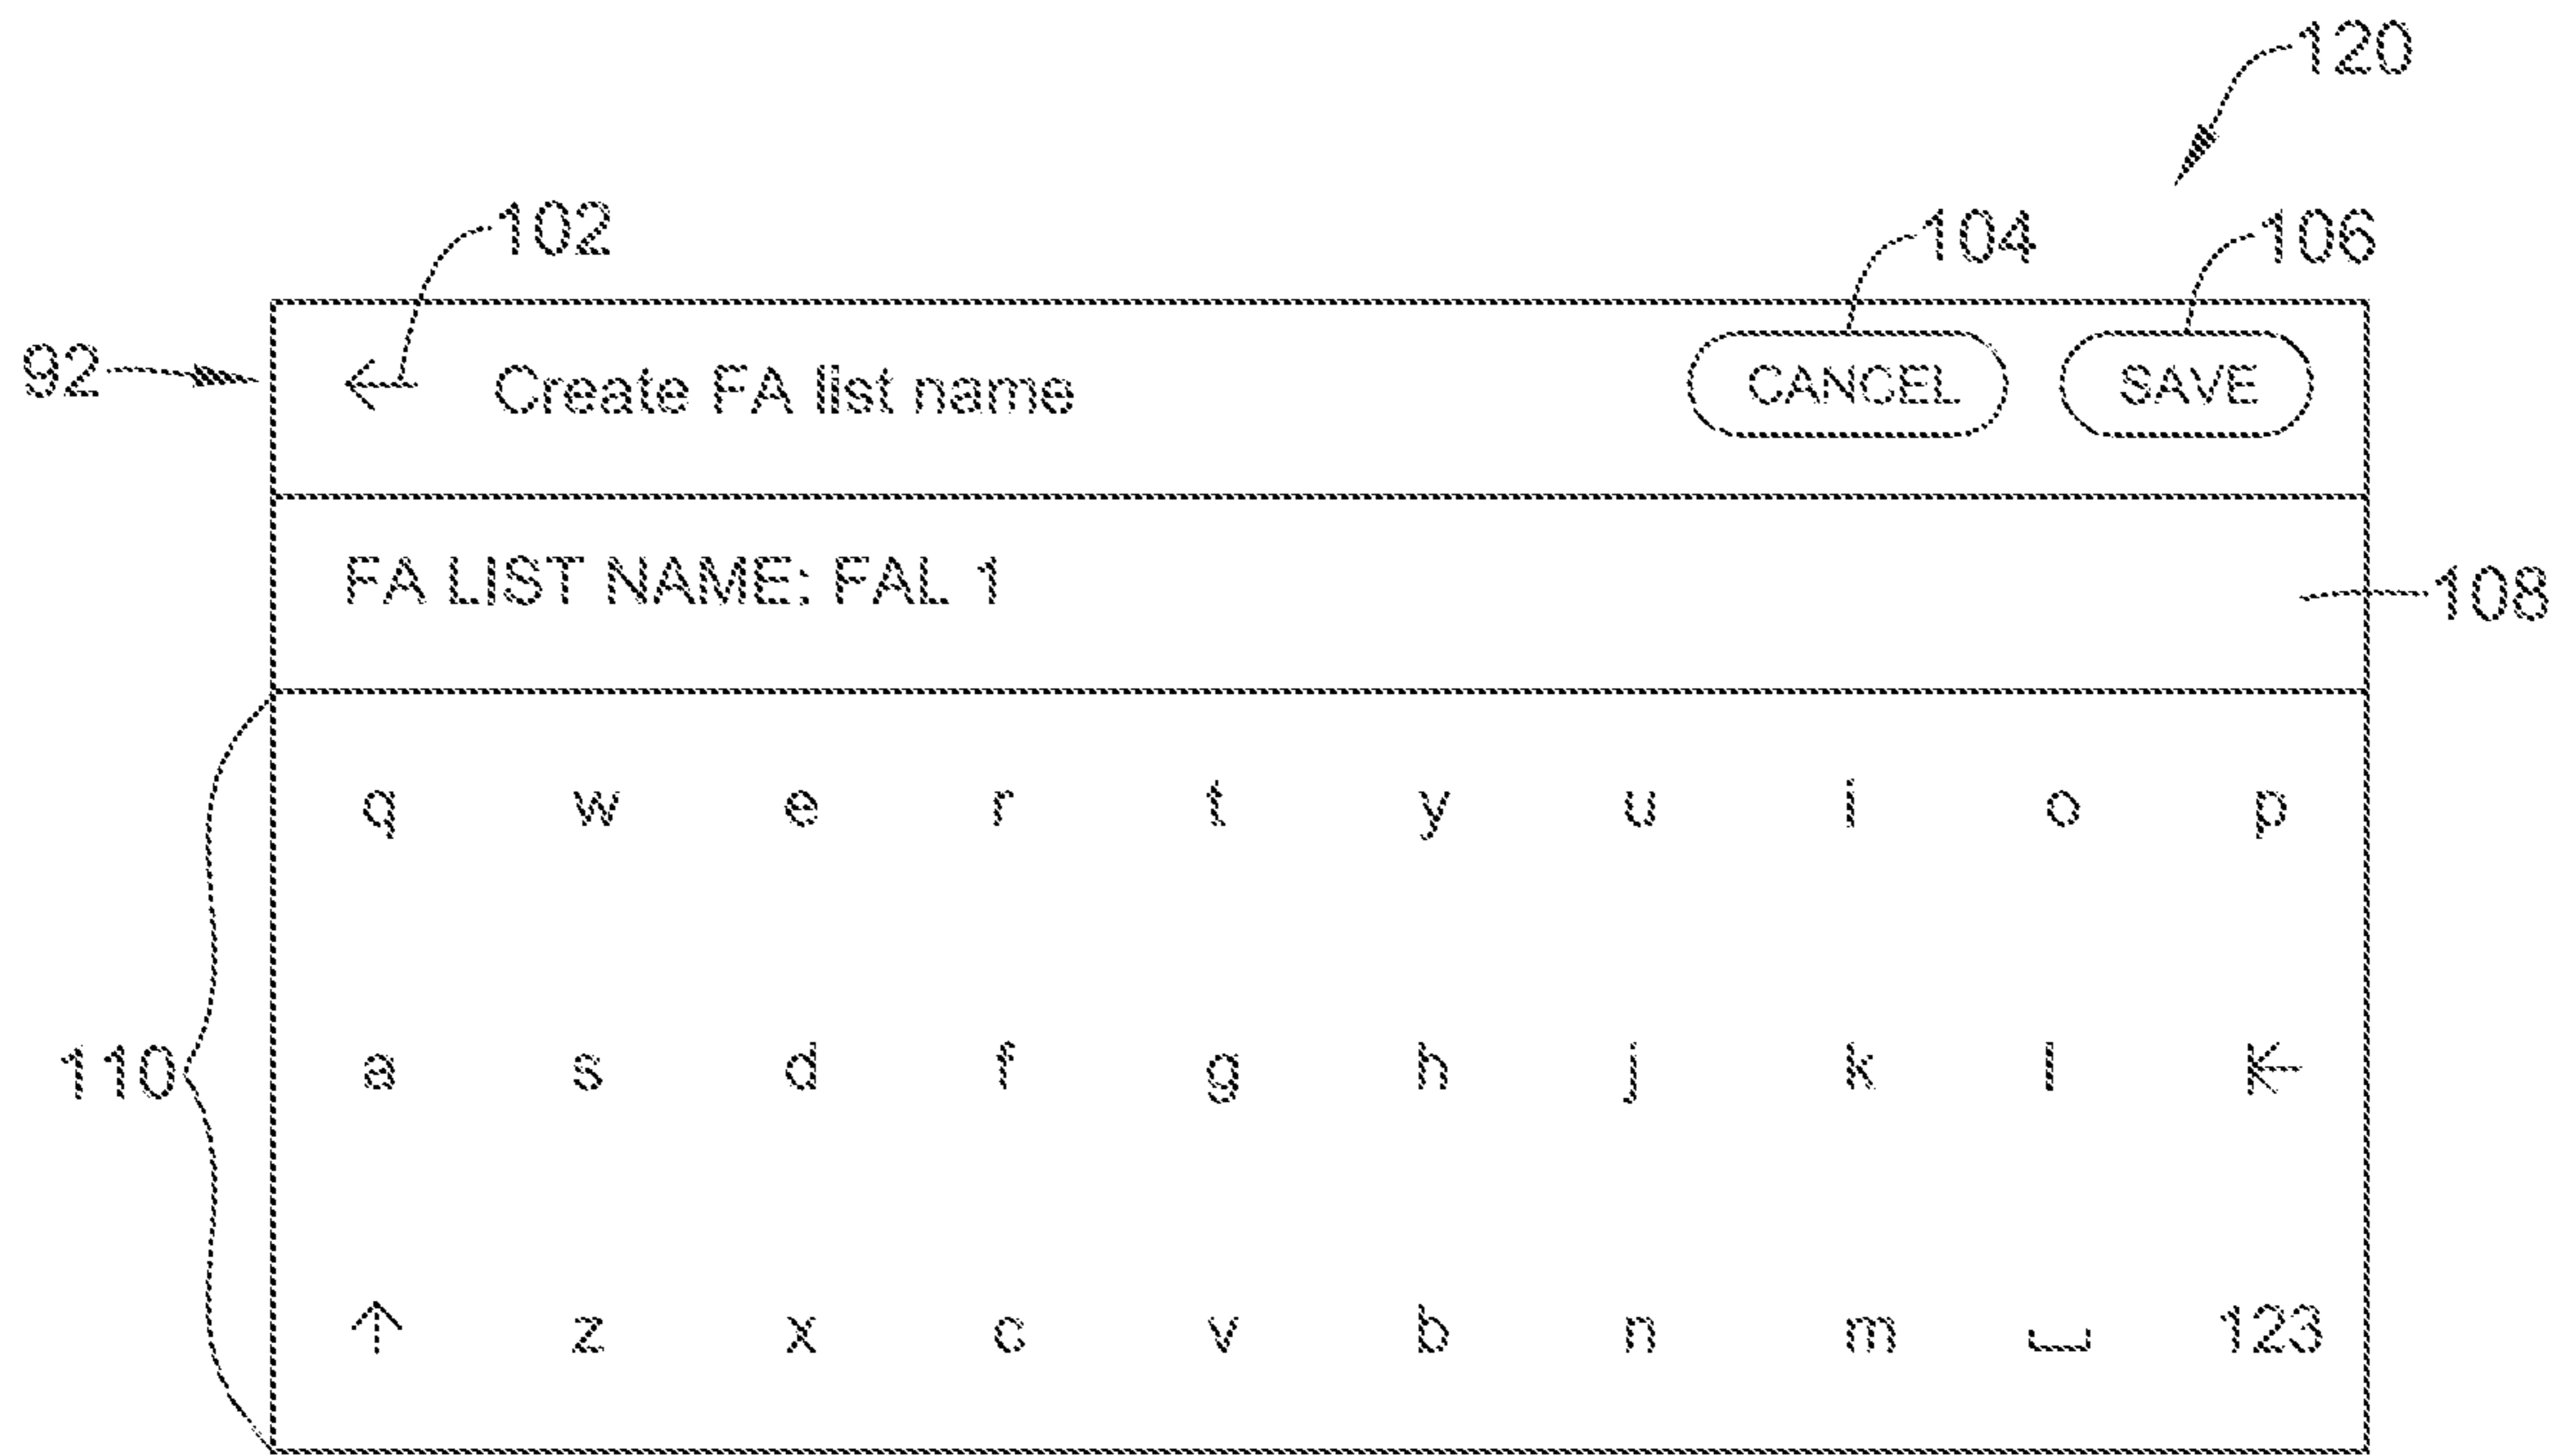 120
102
104
106
92
← Create FA list name CANCEL SAVE
FA LIST NAME: FAL 1
108
q w e r t y u i o p
110
a s d f g h j k l
↑ z x c v b n m ⎵ 123